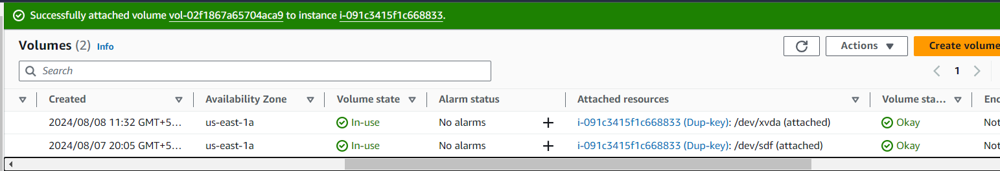 Successfully attached volume vol-02f1867a65704aca9 to instance i-091c3415f1c668833.
Volumes (2) Info
Actions
Create volume
Search
1
Created Availability Zone Volume state Alarm status Attached resources Volume sta... Enc
2024/08/08 11:32 GMT+5... us-east-1a In-use No alarms + i-091c3415f1c668833 (Dup-key): /dev/xvda (attached) Okay Not
2024/08/07 20:05 GMT+5... us-east-1a In-use No alarms + i-091c3415f1c668833 (Dup-key): /dev/sdf (attached) Okay Not